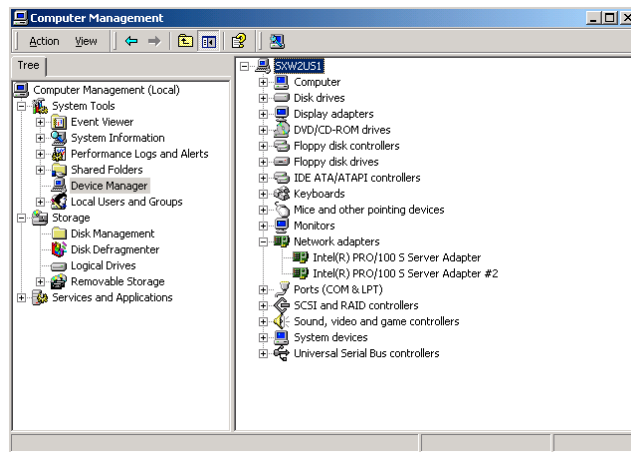 Computer Management
Action View
Tree
Computer Management (Local)
System Tools
Event Viewer
System Information
Performance Logs and Alerts
Shared Folders
Device Manager
Local Users and Groups
Storage
Disk Management
Disk Defragmenter
Logical Drives
Removable Storage
Services and Applications
SXW2U51
Computer
Disk drives
Display adapters
DVD/CD-ROM drives
Floppy disk controllers
Floppy disk drives
IDE ATA/ATAPI controllers
Keyboards
Mice and other pointing devices
Monitors
Network adapters
Intel(R) PRO/100 S Server Adapter
Intel(R) PRO/100 S Server Adapter #2
Ports (COM & LPT)
SCSI and RAID controllers
Sound, video and game controllers
System devices
Universal Serial Bus controllers